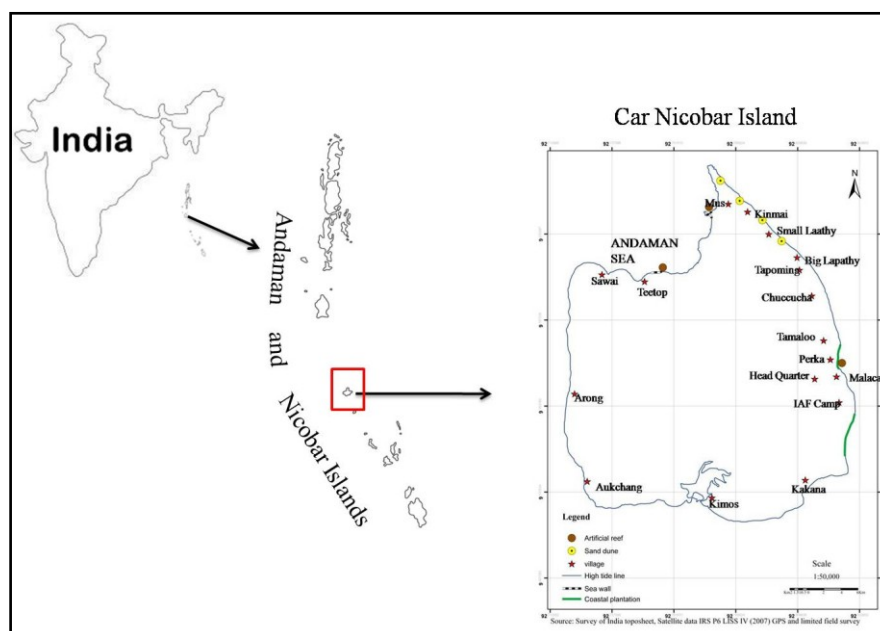 India
Andaman and
Nicobar Islands
Car Nicobar Island
N
Mus
Kinmai
Small Laathy
ANDAMAN
SEA
Big Lapathy
Tapoming
Sawai
Teetop
Chuccucha
Tamaloo
Perka
Head Quarter
Malaca
Arong
IAF Camp
Aukchang
Kimos
Kakana
Legend
Artificial reef
Sand dune
village
High tide line
Sea wall
Coastal plantation
Scale
1:50,000
Source: Survey of India toposheet, Satellite data IRS P6 LISS IV (2007) GPS and limited field survey